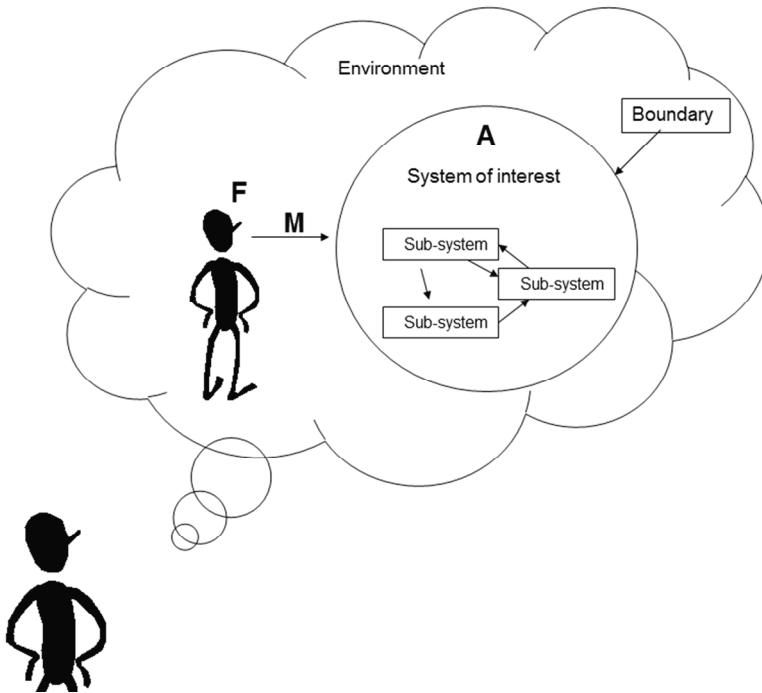 Environment
Boundary
A
System of interest
F
M
Sub-system
Sub-system
Sub-system